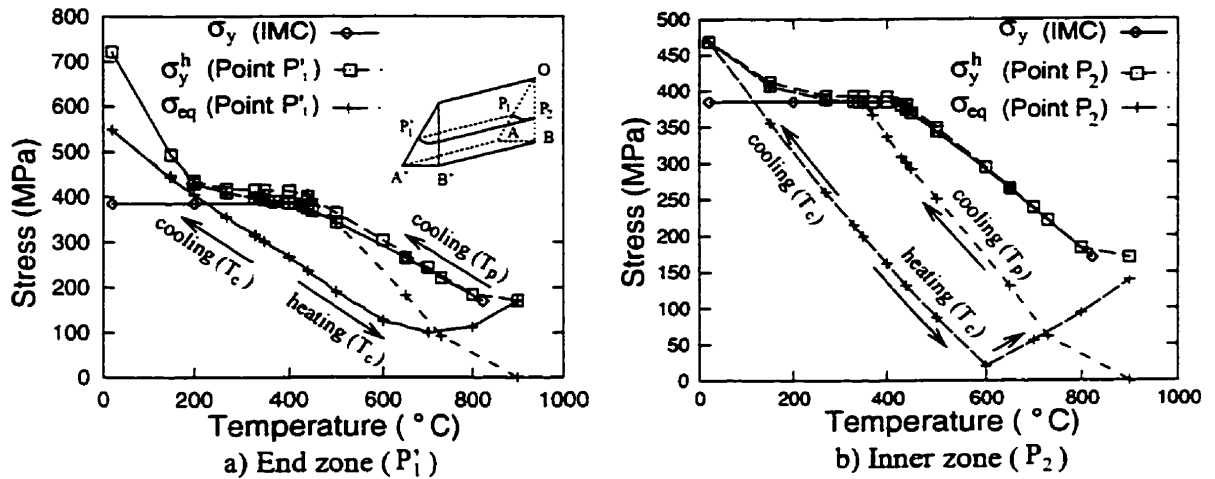 800
700
600
500
400
300
200
100
0
Stress (MPa)
σy (IMC)
σy^h (Point P'1)
σeq (Point P'1)
O
P1
P2
P'1
A
B
A'
B'
cooling (Tc)
heating (Tc)
cooling (Tp)
0 200 400 600 800 1000
Temperature ( °C)
a) End zone (P'1)
500
450
400
350
300
250
200
150
100
50
0
Stress (MPa)
σy (IMC)
σy^h (Point P2)
σeq (Point P2)
cooling (Tc)
heating (Tc)
cooling (Tp)
0 200 400 600 800 1000
Temperature ( °C)
b) Inner zone (P2)